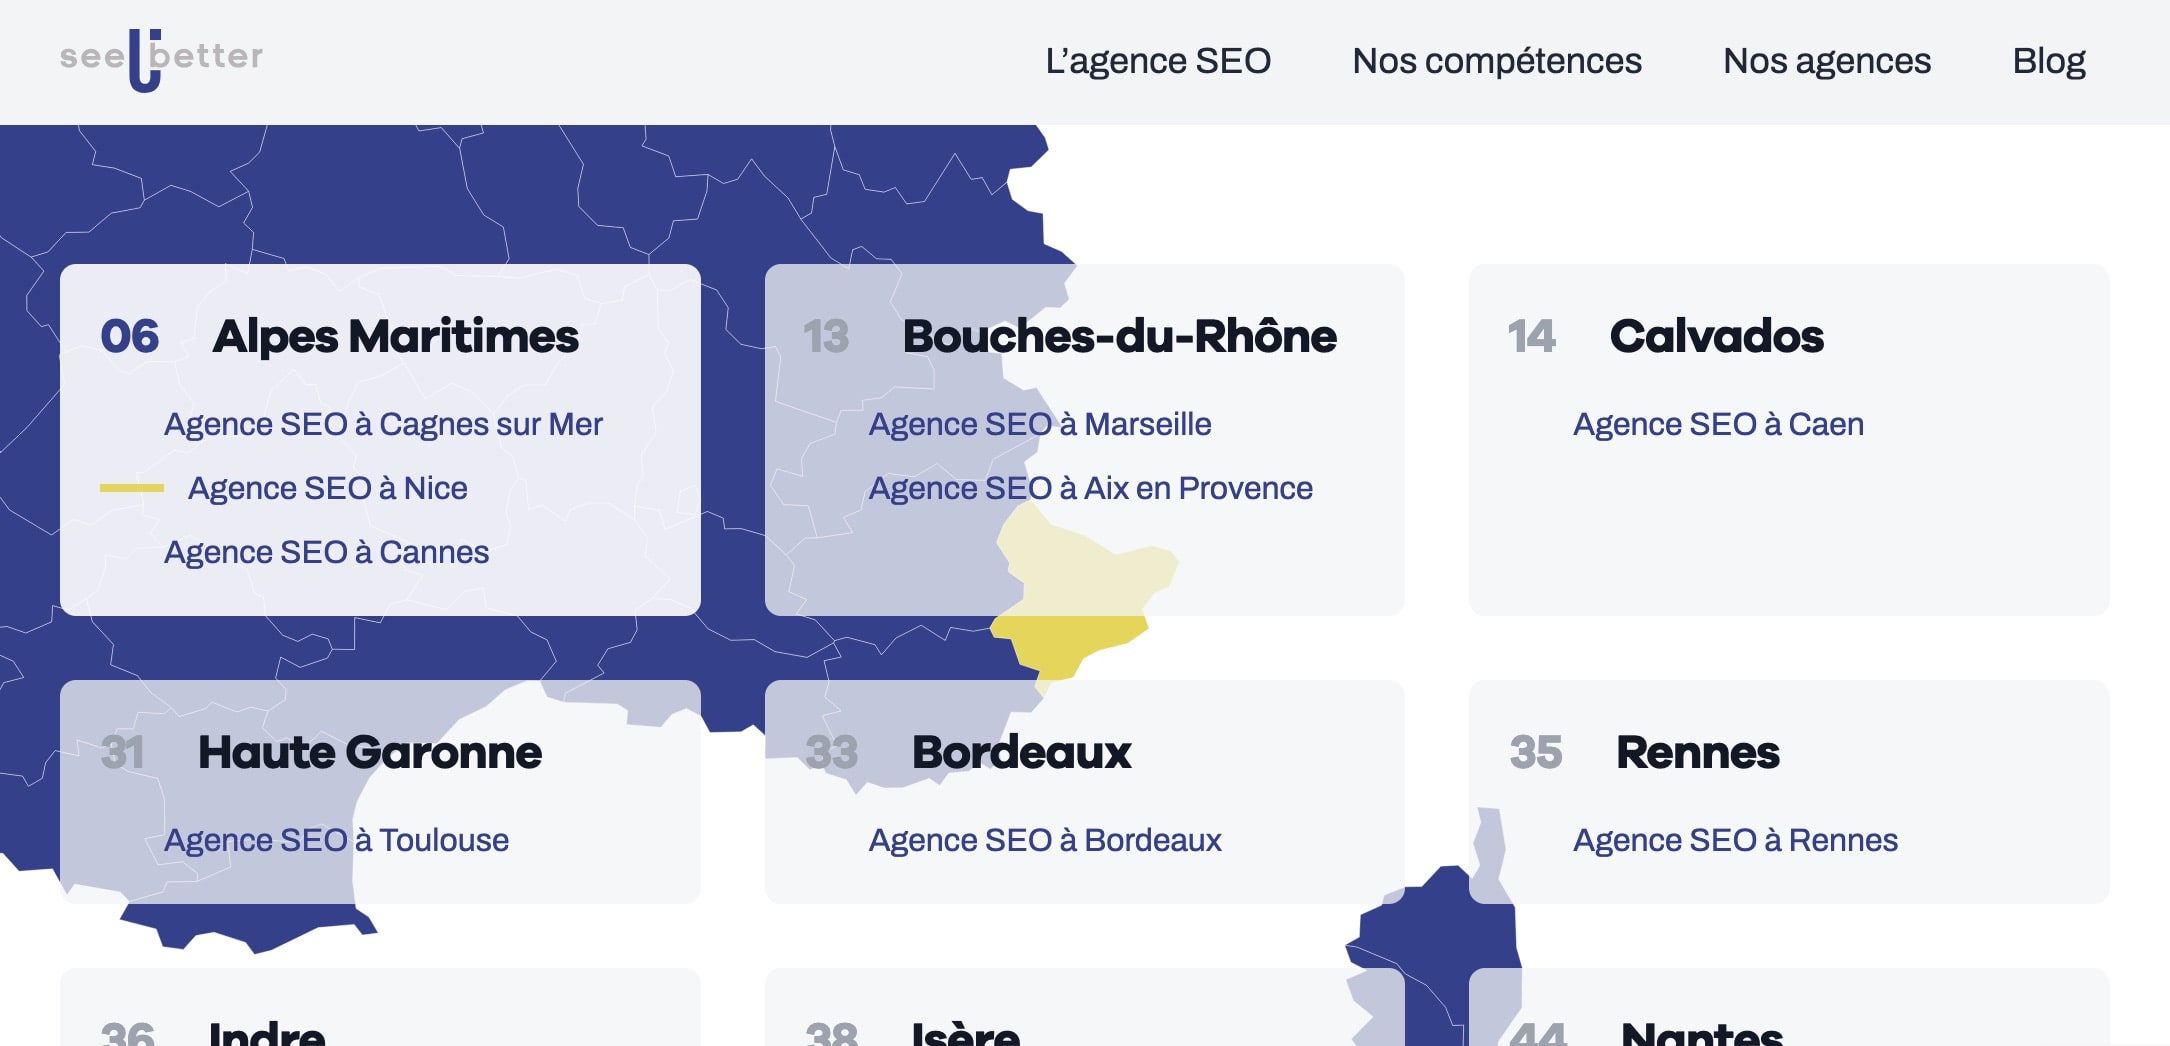 seeUbetter
L’agence SEO
Nos compétences
Nos agences
Blog
06 Alpes Maritimes
Agence SEO à Cagnes sur Mer
Agence SEO à Nice
Agence SEO à Cannes
13 Bouches-du-Rhône
Agence SEO à Marseille
Agence SEO à Aix en Provence
14 Calvados
Agence SEO à Caen
31 Haute Garonne
Agence SEO à Toulouse
33 Bordeaux
Agence SEO à Bordeaux
35 Rennes
Agence SEO à Rennes
36 Indre
38 Isère
44 Nantes